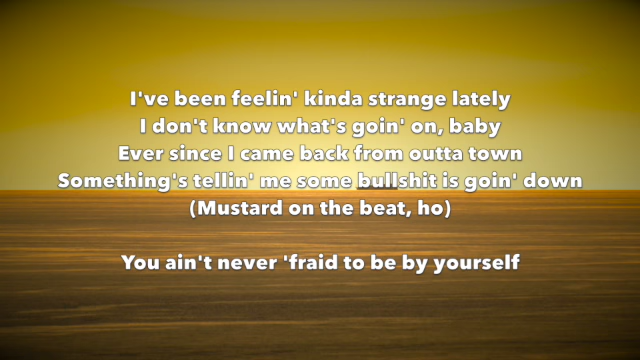 I've been feelin' kinda strange lately
I don't know what's goin' on, baby
Ever since I came back from outta town
Something's tellin' me some bullshit is goin' down
(Mustard on the beat, ho)
You ain't never 'fraid to be by yourself